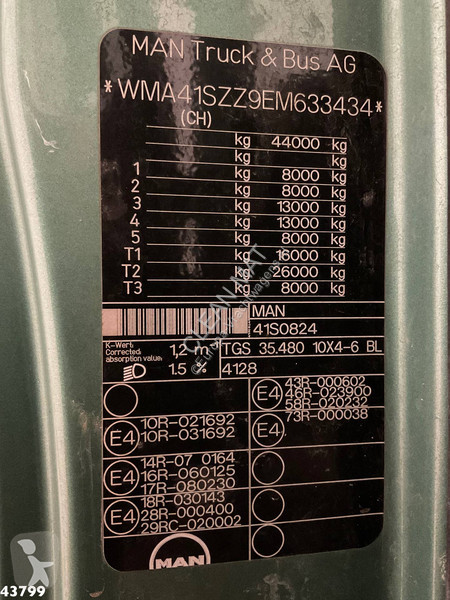 MAN Truck & Bus AG
*WMA41SZZ9EM633434*
(CH)
kg 44000 kg
kg kg
1 kg 8000 kg
2 kg 8000 kg
3 kg 13000 kg
4 kg 13000 kg
5 kg 8000 kg
T1 kg 16000 kg
T2 kg 26000 kg
T3 kg 8000 kg
MAN
41S0824
K-Wert
Corrected
absorption value:
1,2 m
TGS 35.480 10X4-6 BL
1.5 %
4128
E4
43R-000602
46R-023900
58R-020232
E4
10R-021692
10R-031692
E4
73R-000038
E4
14R-07 0164
16R-060125
17R-080230
E4
18R-030143
28R-000400
29RC-020002
MAN
CLEAN MAT
43799